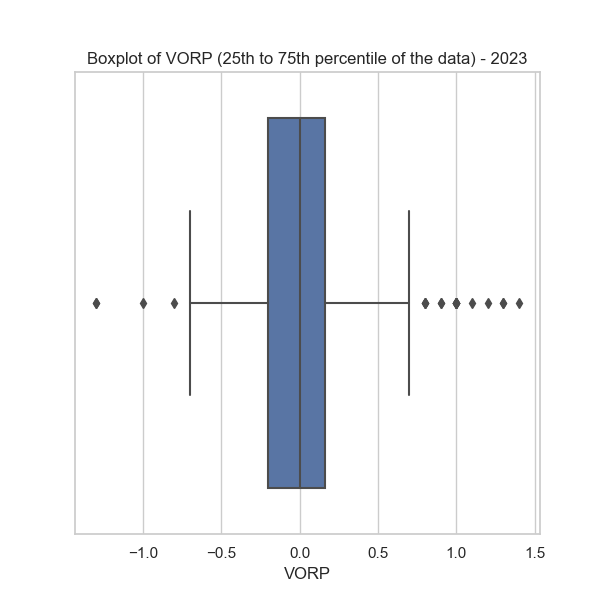 Boxplot of VORP (25th to 75th percentile of the data) - 2023
−1.0 −0.5 0.0 0.5 1.0 1.5
VORP